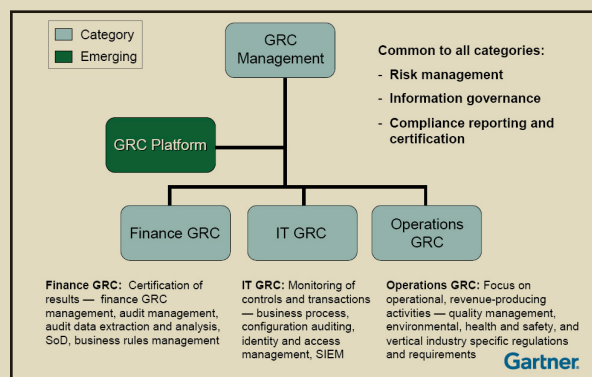 Category
Emerging
GRC
Management
Common to all categories:
- Risk management
- Information governance
- Compliance reporting and
certification
GRC Platform
Finance GRC
IT GRC
Operations
GRC
Finance GRC: Certification of
results — finance GRC
management, audit management,
audit data extraction and analysis,
SoD, business rules management
IT GRC: Monitoring of
controls and transactions
— business process,
configuration auditing,
identity and access
management, SIEM
Operations GRC: Focus on
operational, revenue-producing
activities — quality management,
environmental, health and safety, and
vertical industry specific regulations
and requirements
Gartner.